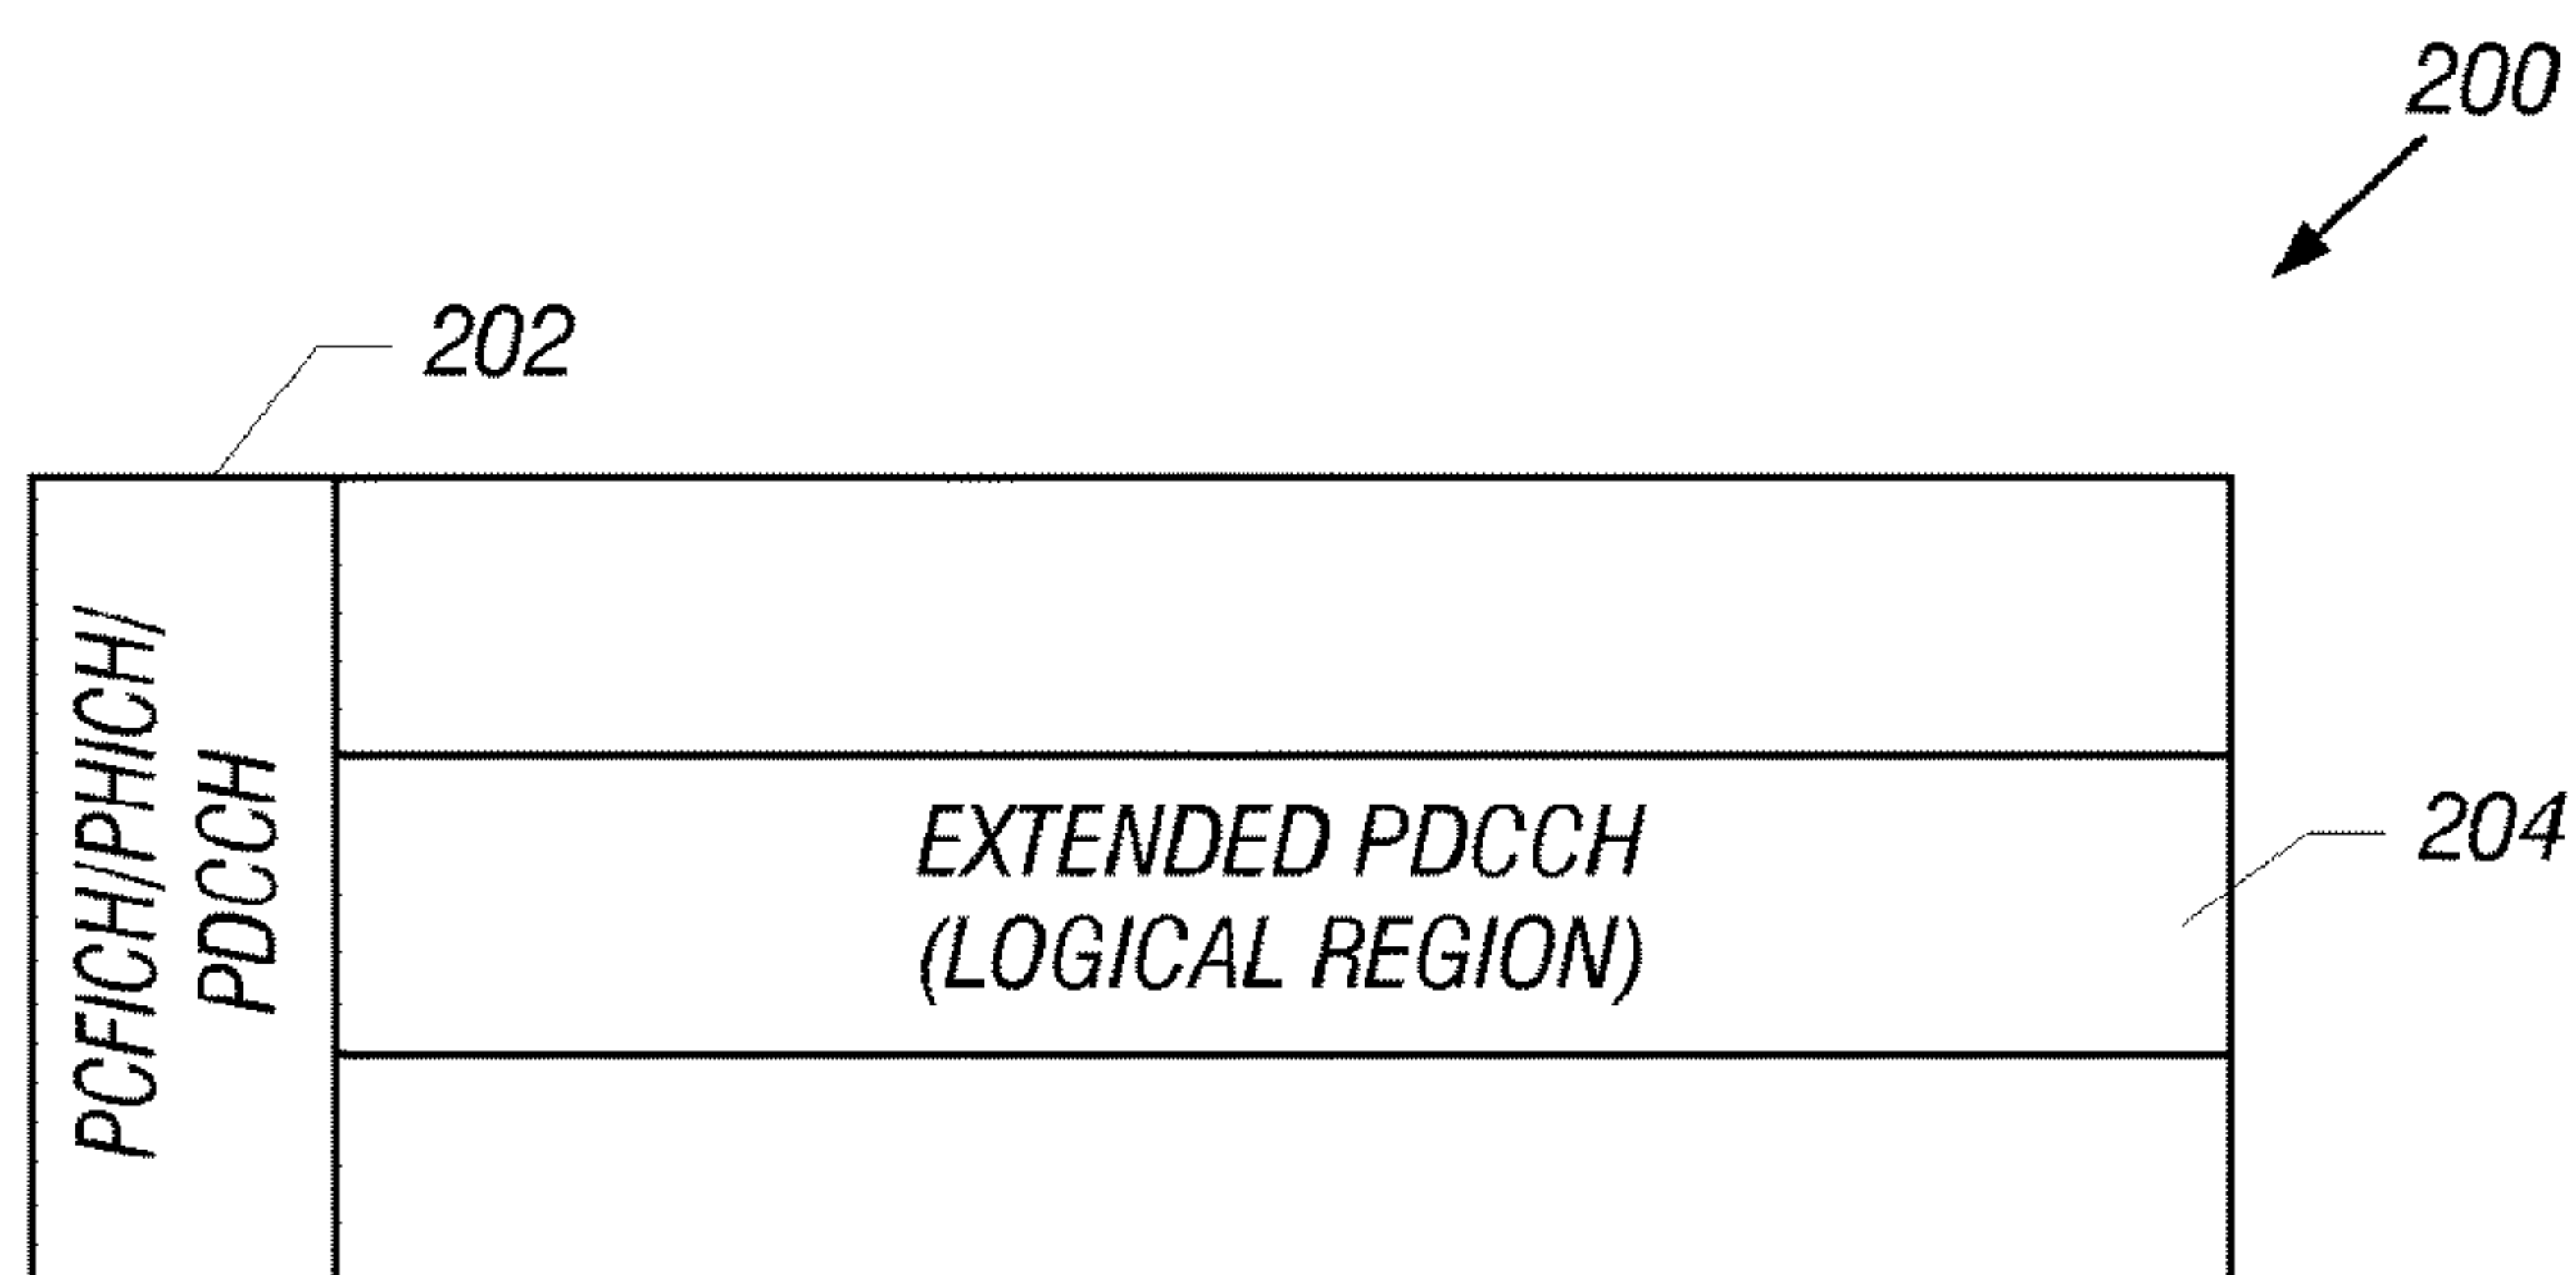 200
202
PCFICH/PHICH/
PDCCH
EXTENDED PDCCH
(LOGICAL REGION)
204